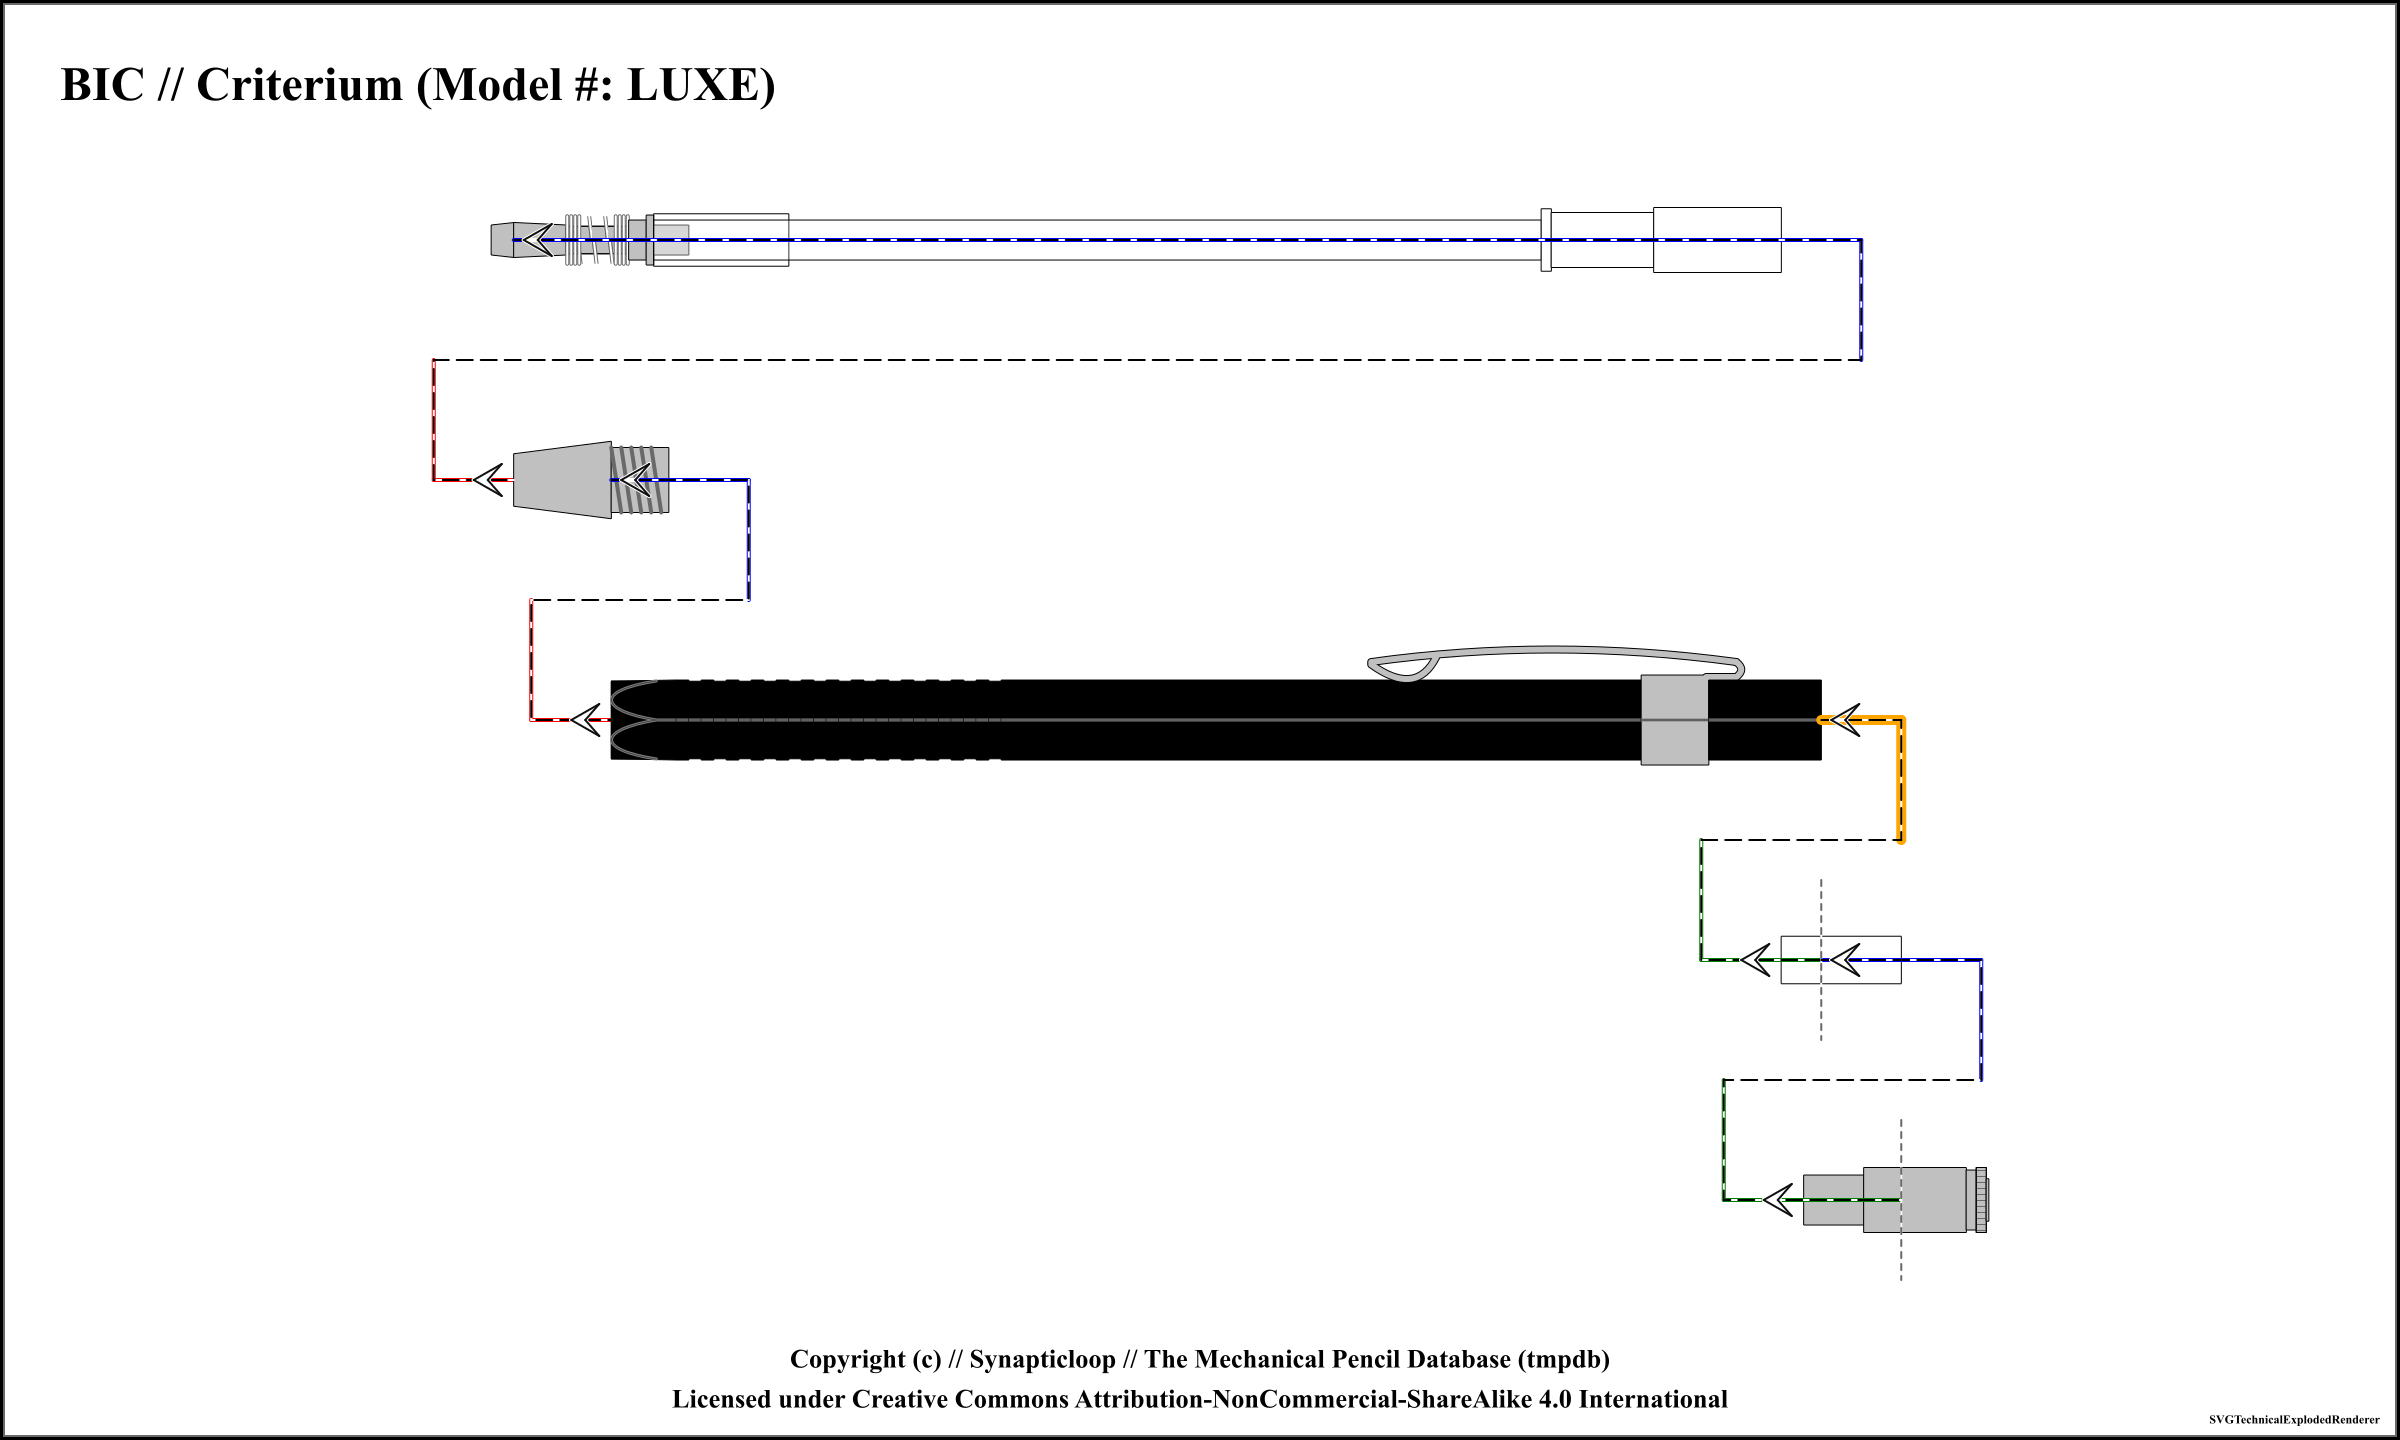 BIC // Criterium (Model #: LUXE)
Copyright (c) // Synapticloop // The Mechanical Pencil Database (tmpdb)
Licensed under Creative Commons Attribution-NonCommercial-ShareAlike 4.0 International
SVGTechnicalExplodedRenderer